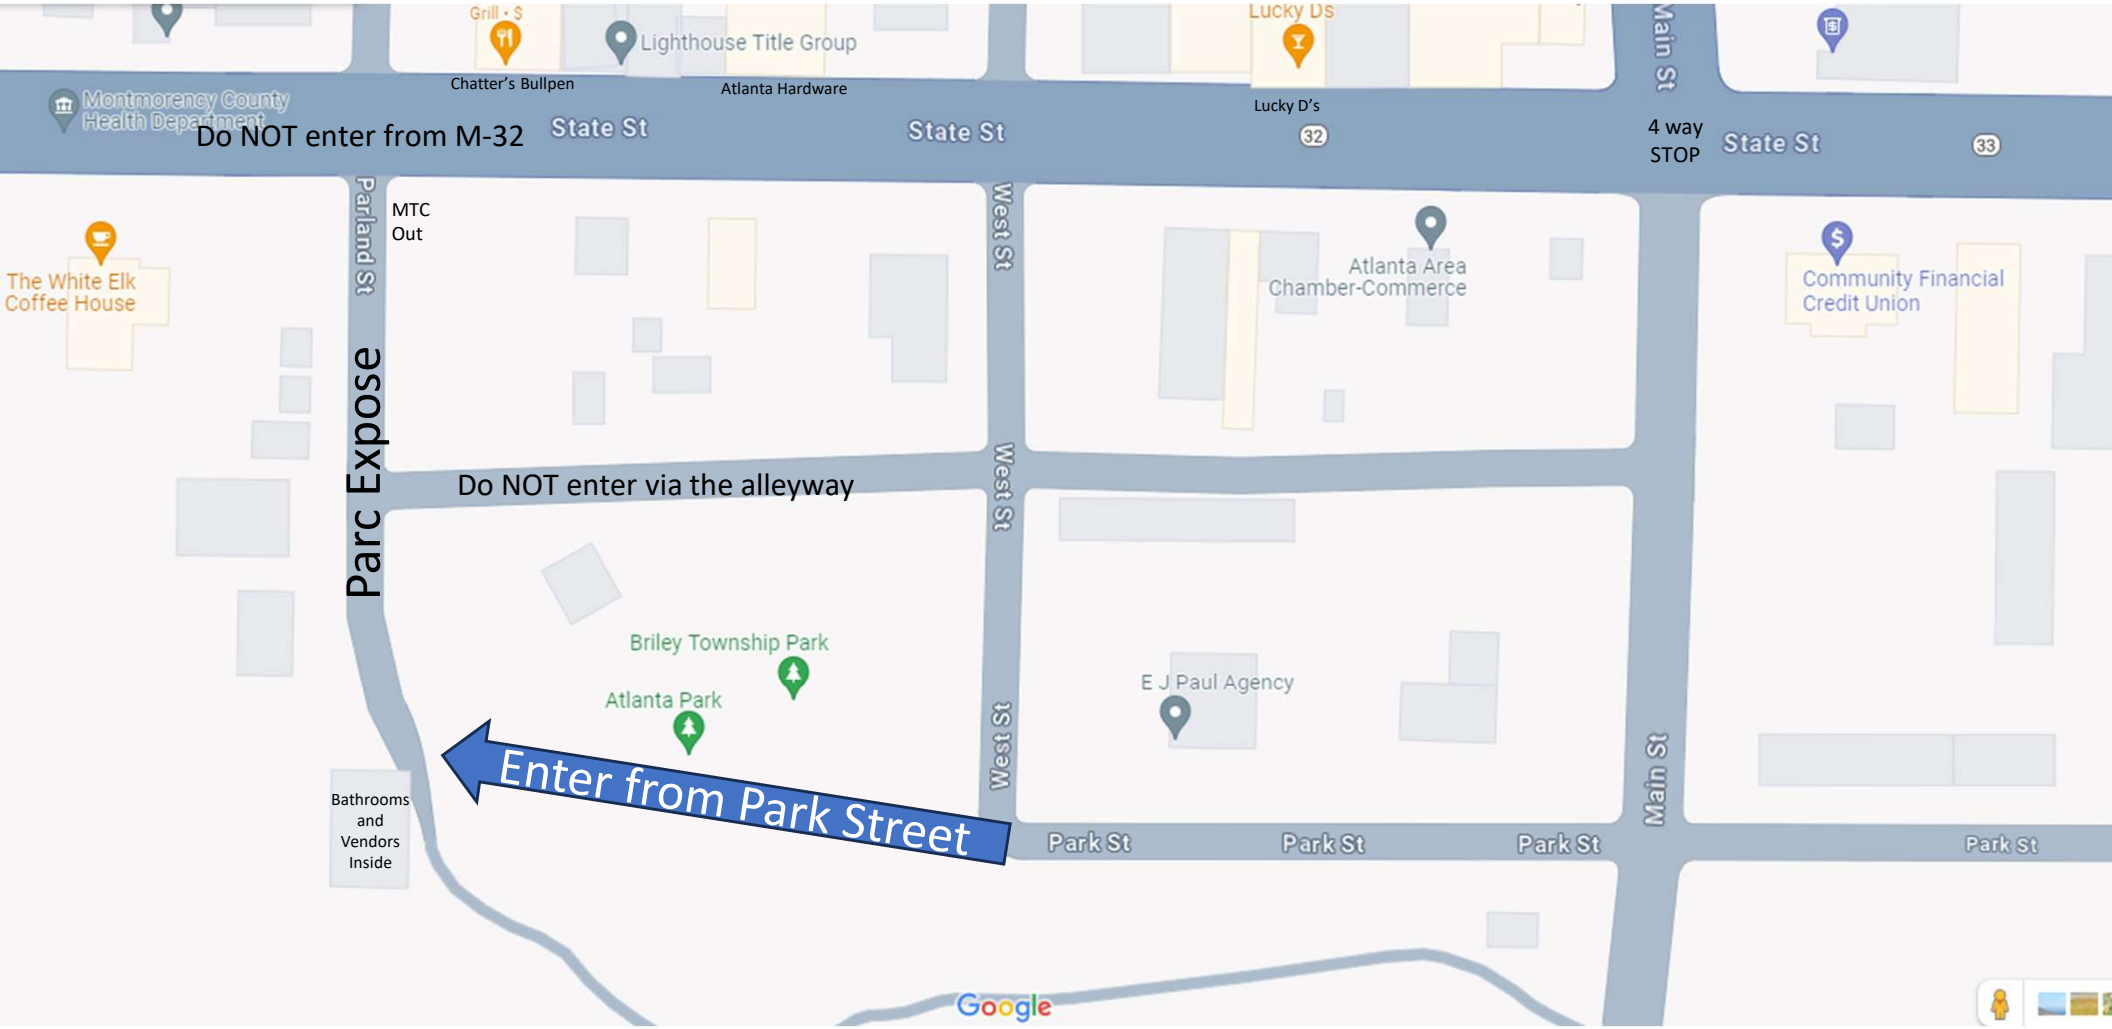 Grill • $
Lighthouse Title Group
Lucky Ds
Main St
Chatter's Bullpen
Atlanta Hardware
Lucky D's
Montmorency County
Health Department
Do NOT enter from M-32
State St
State St
32
4 way
STOP
State St
33
Parland St
MTC
Out
West St
The White Elk
Coffee House
Atlanta Area
Chamber-Commerce
$
Community Financial
Credit Union
Parc Expose
Do NOT enter via the alleyway
West St
Briley Township Park
Atlanta Park
E J Paul Agency
West St
Main St
Enter from Park Street
Bathrooms
and
Vendors
Inside
Park St
Park St
Park St
Park St
Google